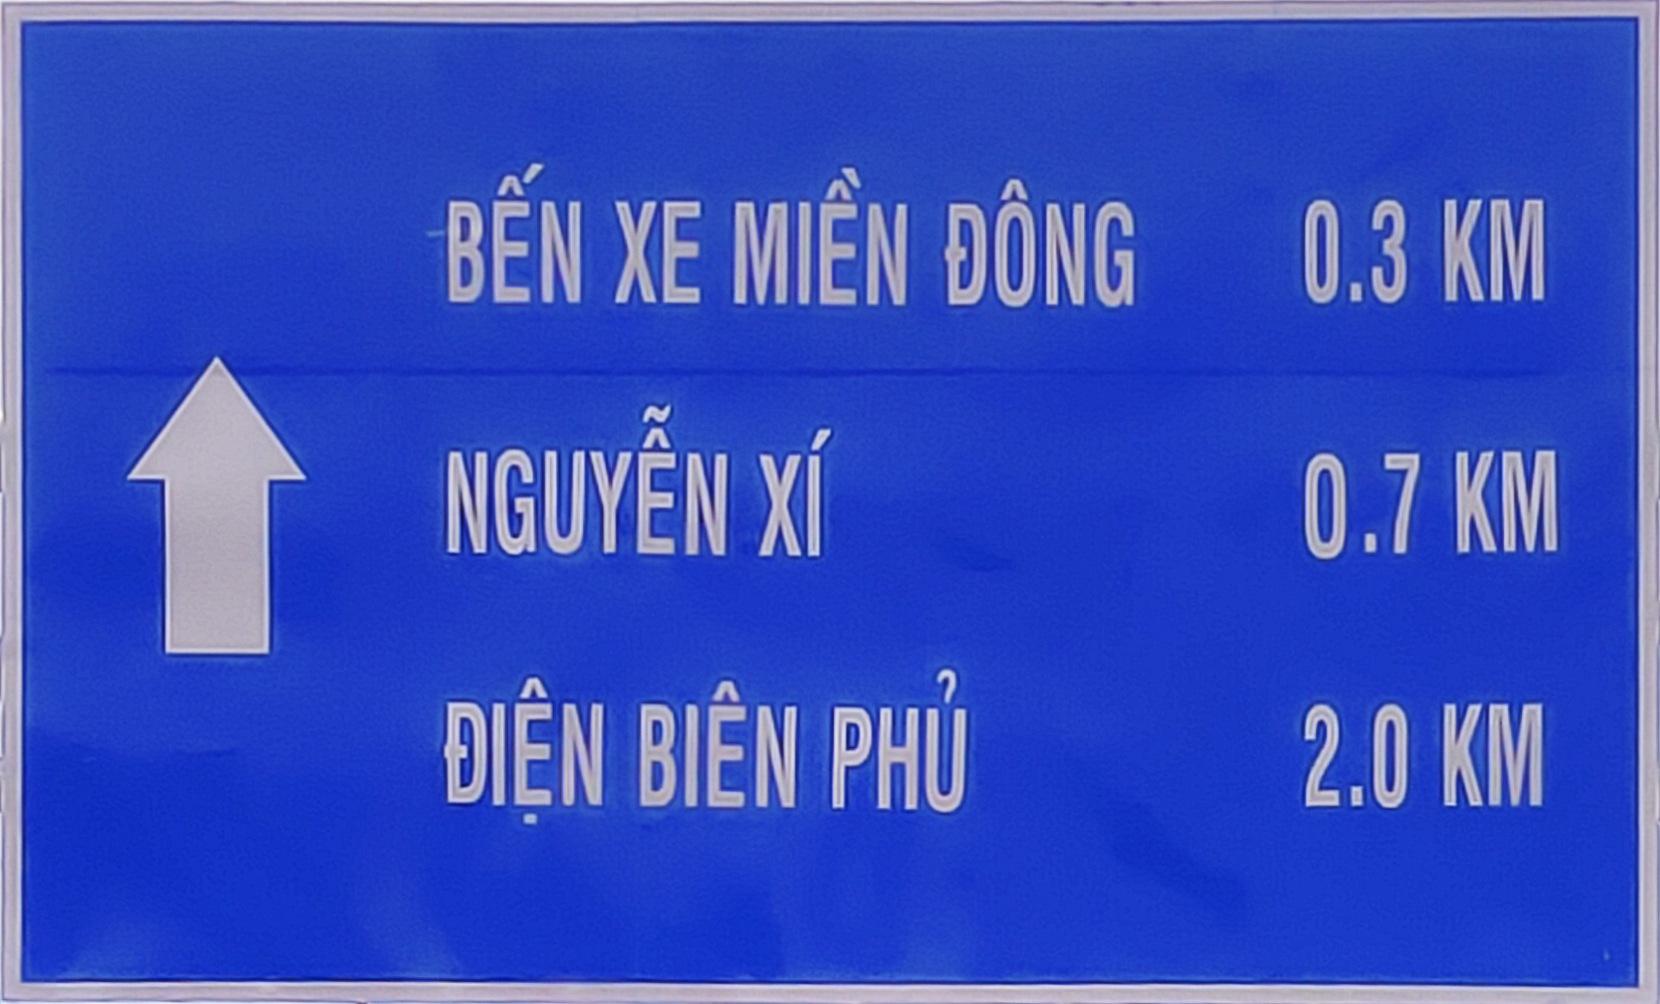 BẾN XE MIỀN ĐÔNG 0.3 KM
NGUYỄN XÍ 0.7 KM
ĐIỆN BIÊN PHỦ 2.0 KM